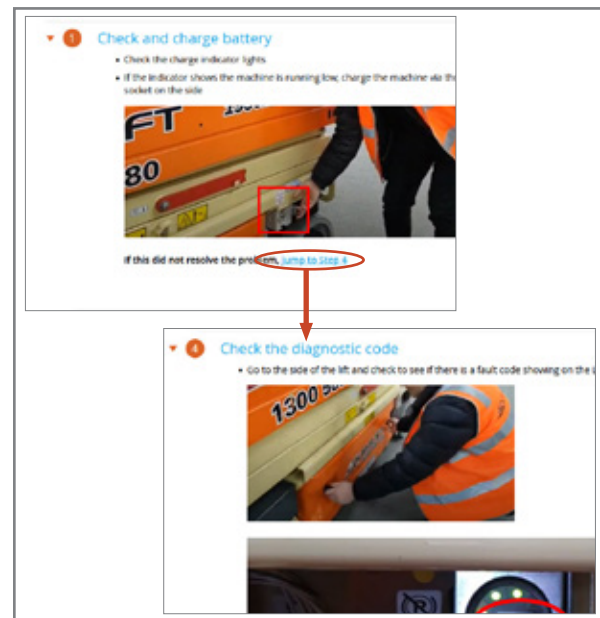 1 Check and charge battery
• Check the charge indicator lights
• If the indicator shows the machine is running low, charge the machine via th
socket on the side
FT
80
If this did not resolve the problem, Jump to Step 4
4 Check the diagnostic code
• Go to the side of the lift and check to see if there is a fault code showing on the
1300